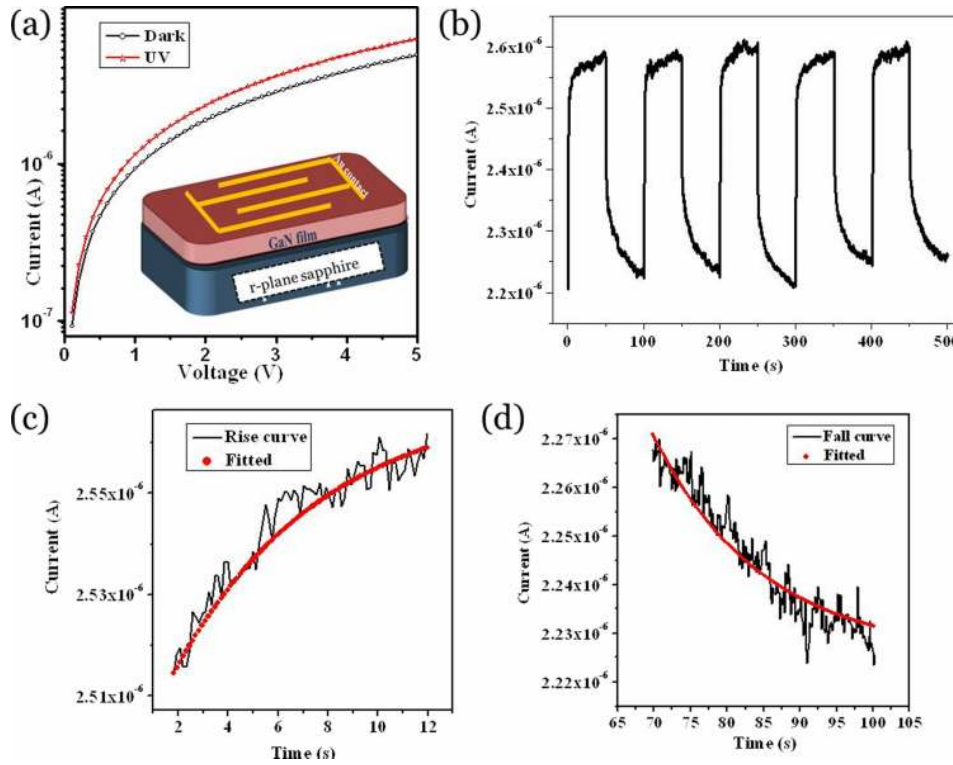 (a)
Dark
UV
10⁻⁶
10⁻⁷
Current (A)
0
1
2
3
4
5
Voltage (V)
Au contact
GaN film
r-plane sapphire
(b)
2.6x10⁻⁶
2.5x10⁻⁶
2.4x10⁻⁶
2.3x10⁻⁶
2.2x10⁻⁶
Current (A)
0
100
200
300
400
500
Time (s)
(c)
Rise curve
Fitted
2.55x10⁻⁶
2.53x10⁻⁶
2.51x10⁻⁶
Current (A)
2
4
6
8
10
12
Time (s)
(d)
Fall curve
Fitted
2.27x10⁻⁶
2.26x10⁻⁶
2.25x10⁻⁶
2.24x10⁻⁶
2.23x10⁻⁶
2.22x10⁻⁶
Current (A)
65
70
75
80
85
90
95
100
105
Time (s)